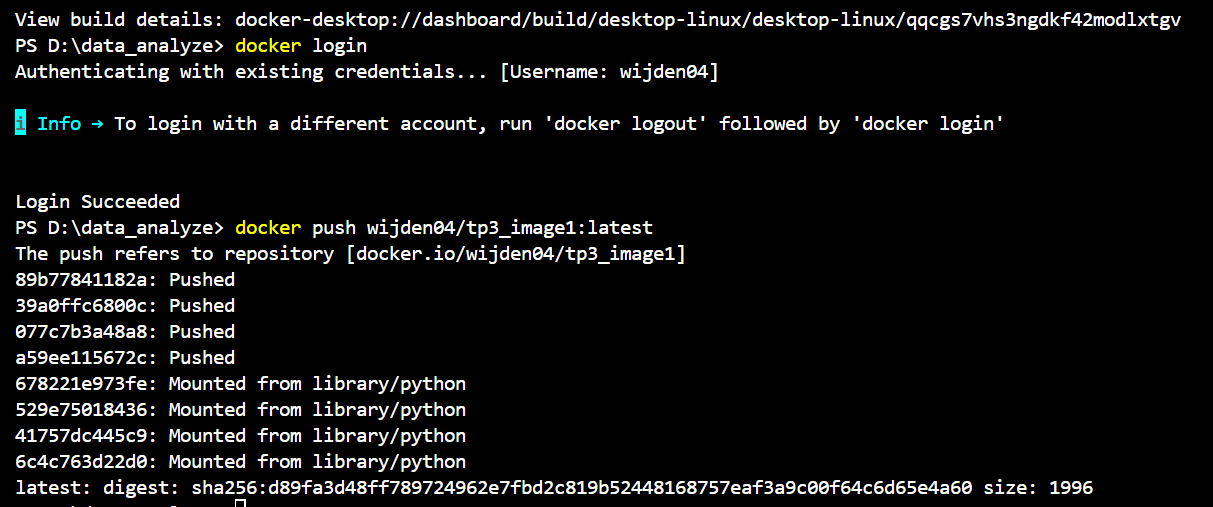 View build details: docker-desktop://dashboard/build/desktop-linux/desktop-linux/qqcgs7vhs3ngdkf42modlxtgv
PS D:\data_analyze> docker login
Authenticating with existing credentials... [Username: wijden04]
i Info → To login with a different account, run 'docker logout' followed by 'docker login'
Login Succeeded
PS D:\data_analyze> docker push wijden04/tp3_image1:latest
The push refers to repository [docker.io/wijden04/tp3_image1]
89b77841182a: Pushed
39a0ffc6800c: Pushed
077c7b3a48a8: Pushed
a59ee115672c: Pushed
678221e973fe: Mounted from library/python
529e75018436: Mounted from library/python
41757dc445c9: Mounted from library/python
6c4c763d22d0: Mounted from library/python
latest: digest: sha256:d89fa3d48ff789724962e7fbd2c819b52448168757eaf3a9c00f64c6d65e4a60 size: 1996